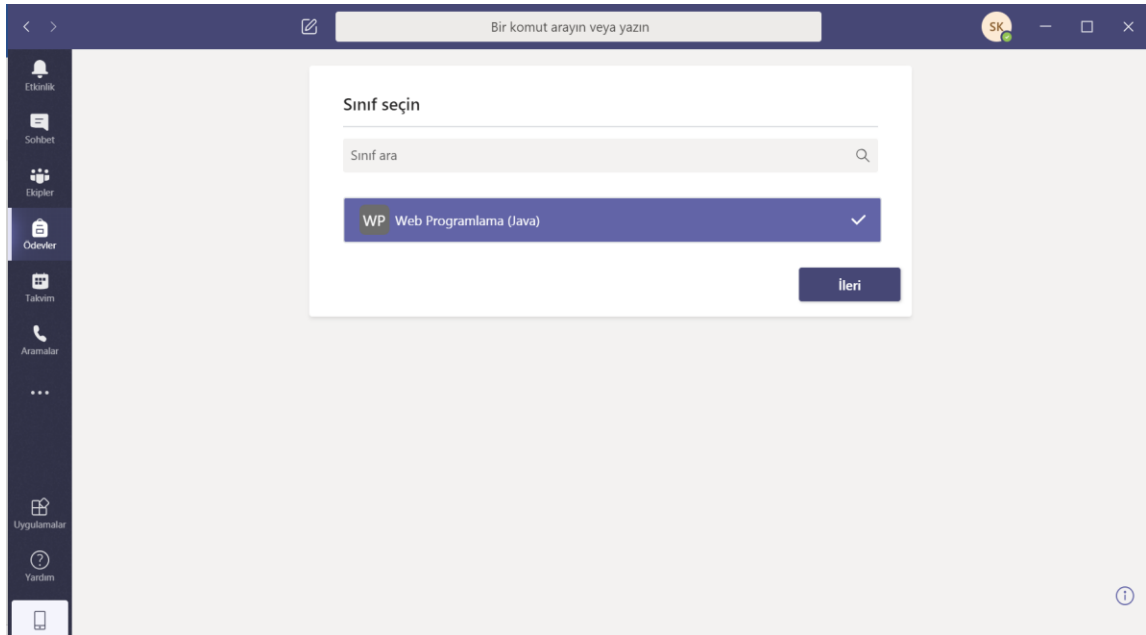 Bir komut arayın veya yazın
SK
Etkinlik
Sohbet
Ekipler
Ödevler
Takvim
Aramalar
Uygulamalar
Yardım
Sınıf seçin
Sınıf ara
WP Web Programlama (Java)
İleri